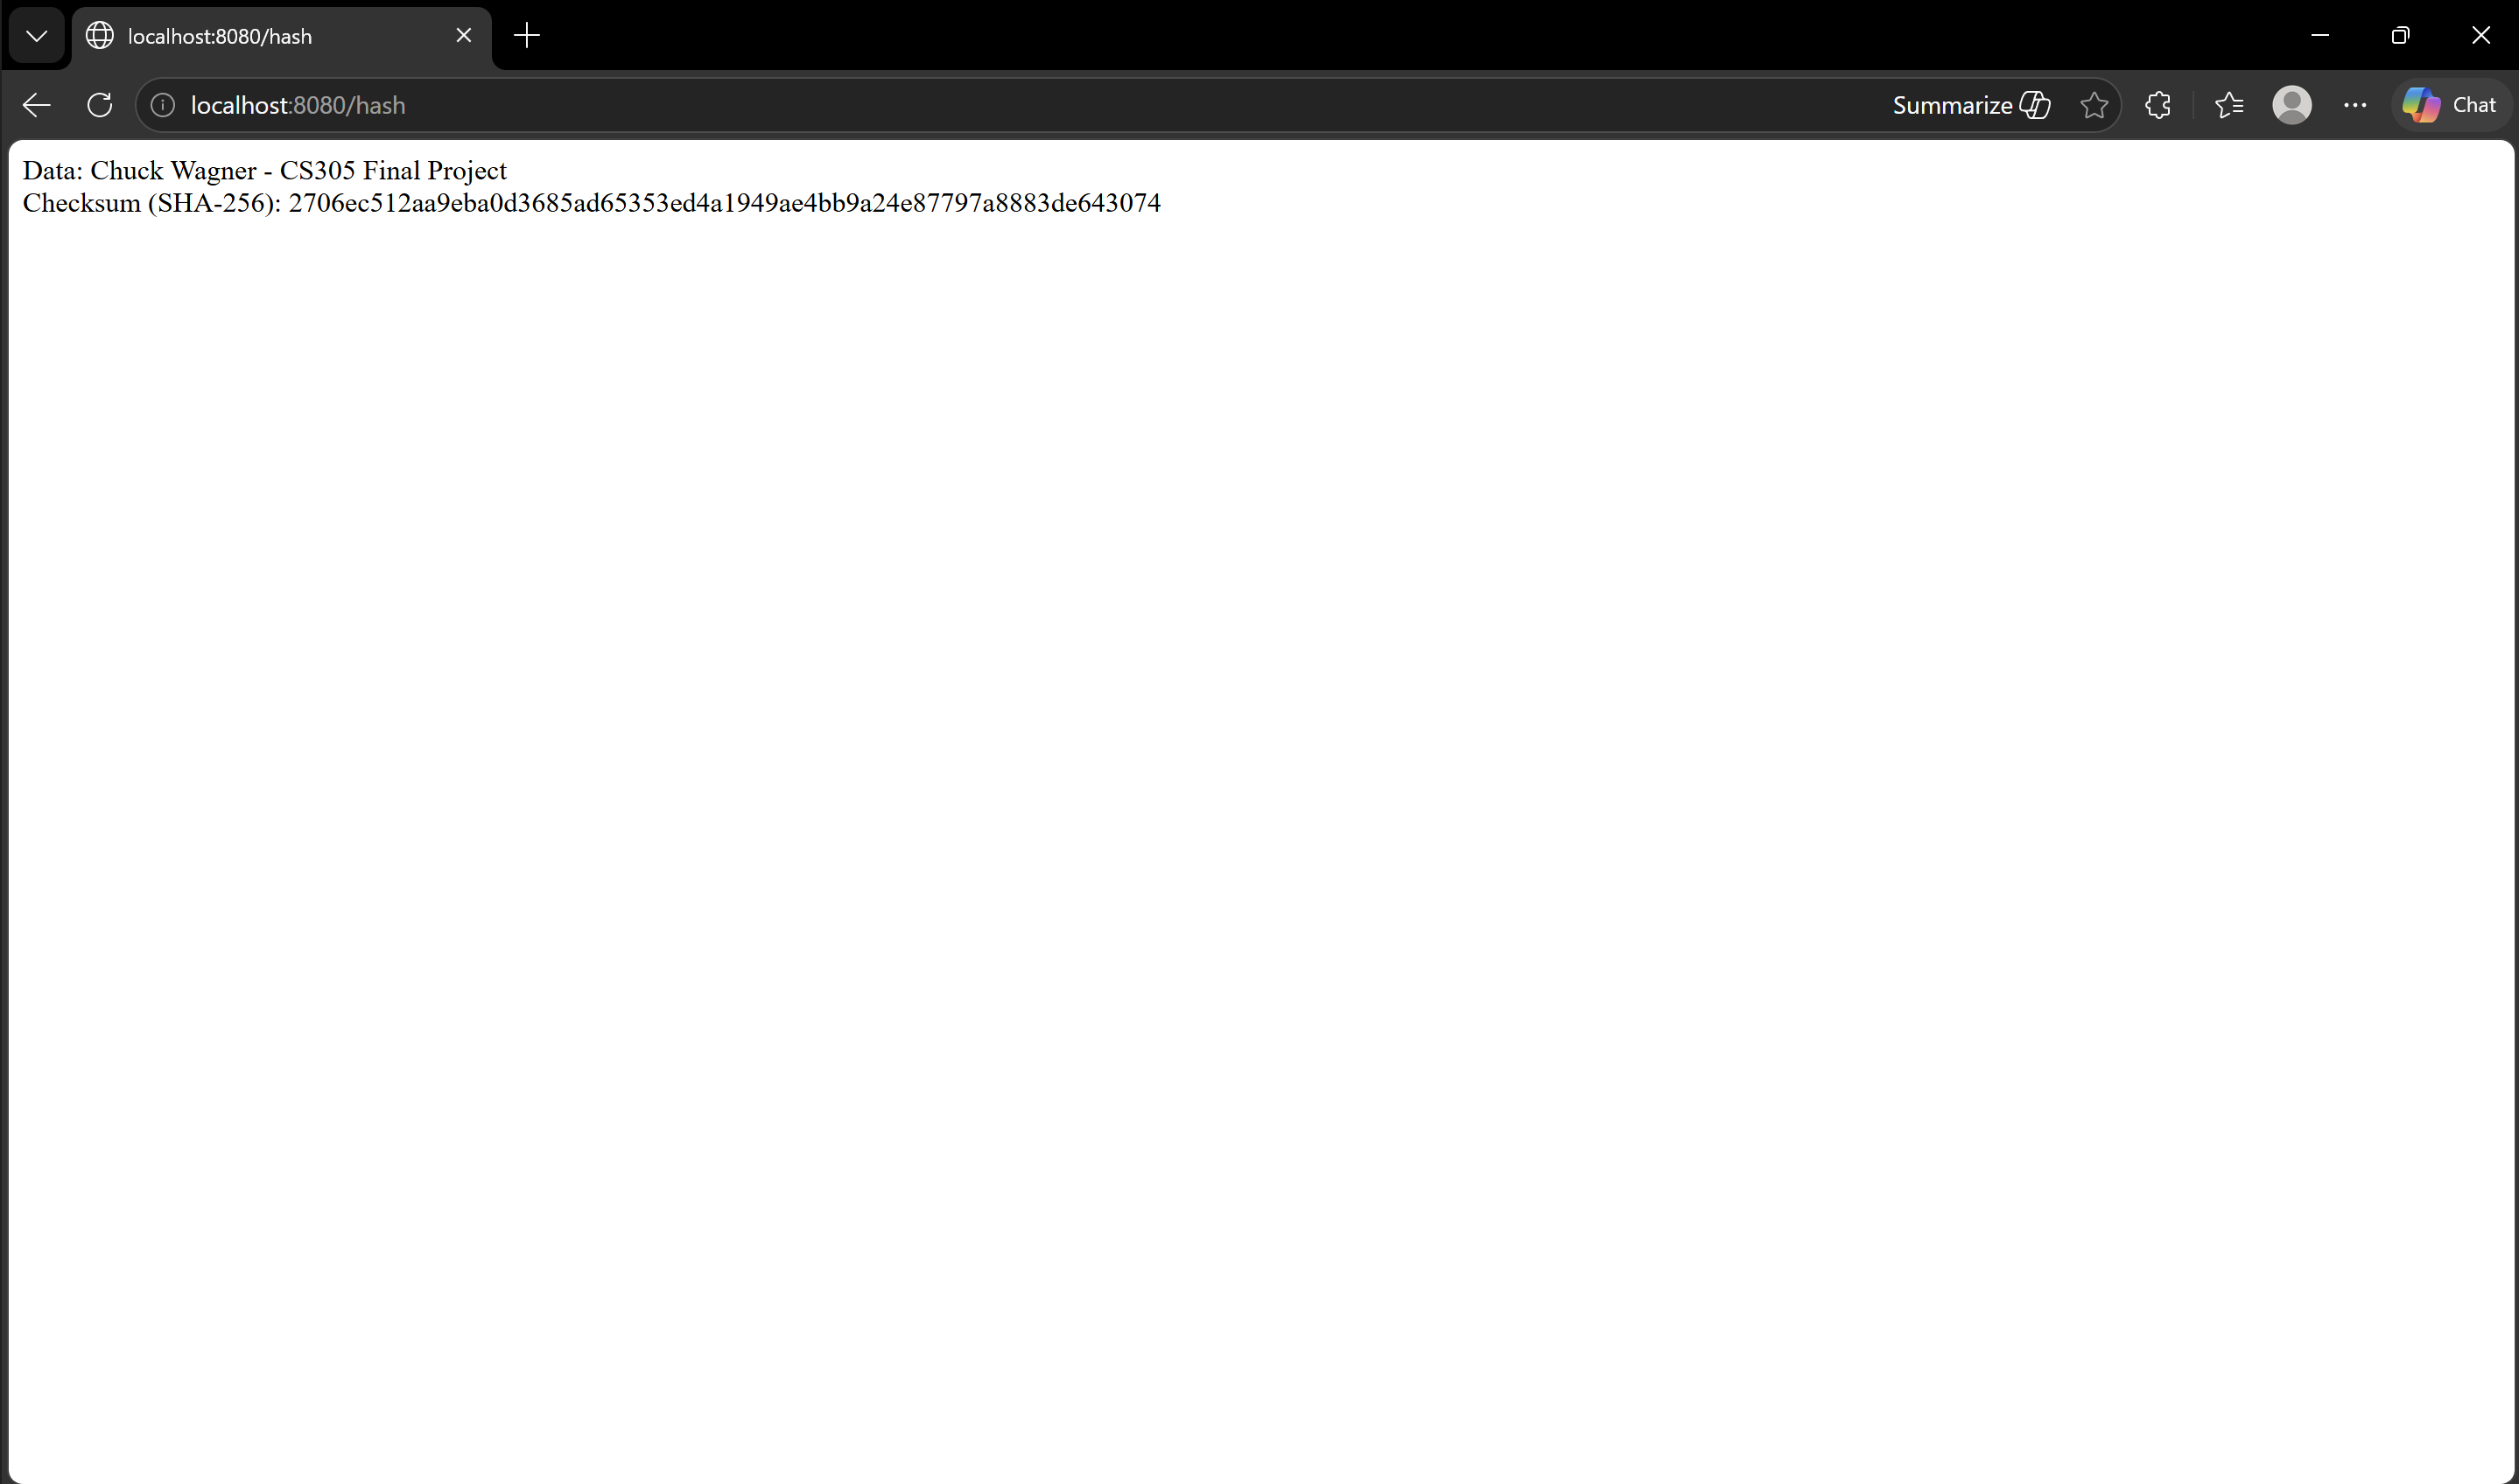 localhost:8080/hash
localhost:8080/hash
Summarize
Chat
Data: Chuck Wagner - CS305 Final Project
Checksum (SHA-256): 2706ec512aa9eba0d3685ad65353ed4a1949ae4bb9a24e87797a8883de643074